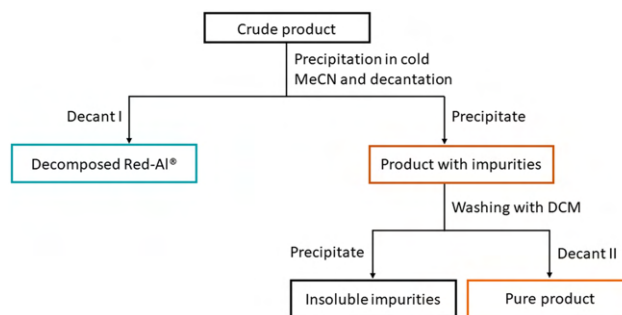 Crude product
Precipitation in cold
MeCN and decantation
Decant I
Precipitate
Decomposed Red-Al®
Product with impurities
Washing with DCM
Precipitate
Decant II
Insoluble impurities
Pure product